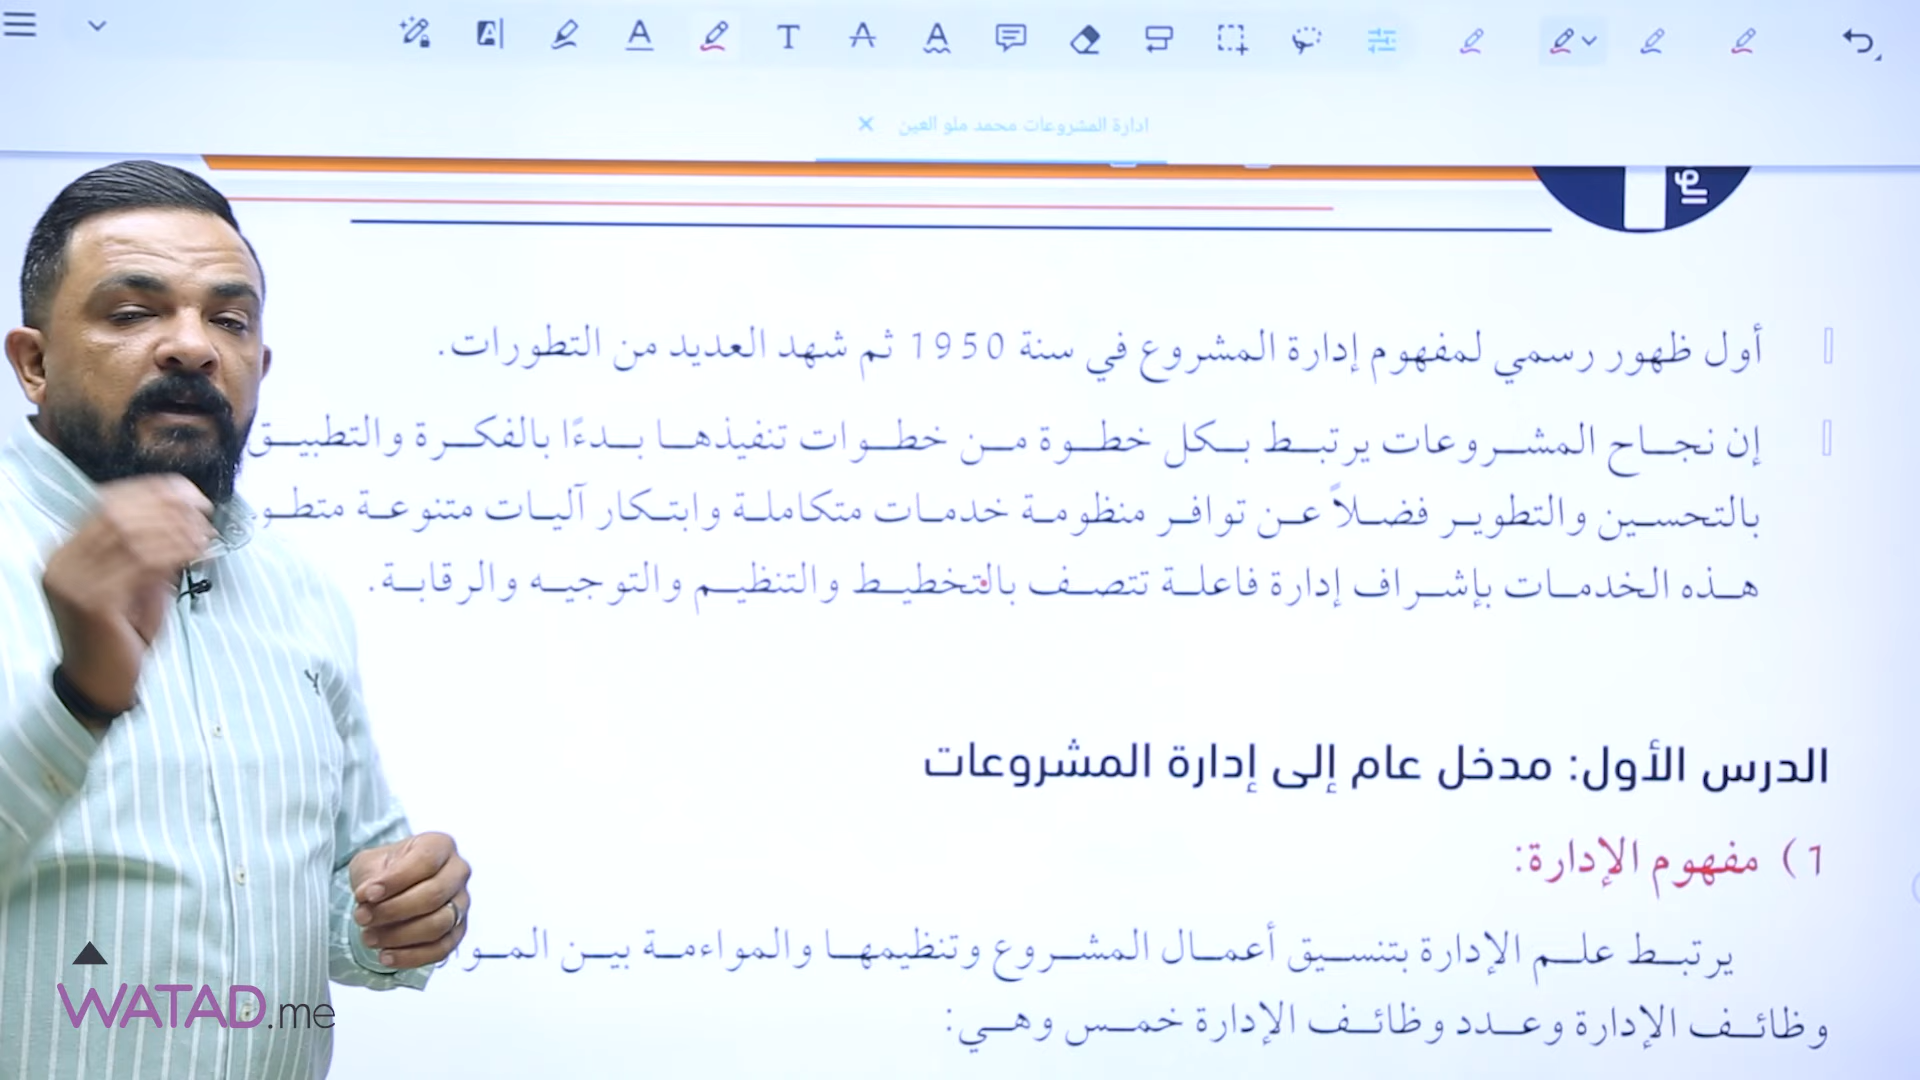 ادارة المشروعات محمد ملو العين
الو
أول ظهور رسمي لمفهوم إدارة المشروع في سنة 1950 ثم شهد العديد من التطورات.
إن نجاح المشروعات يرتبط بكل خطوة من خطوات تنفيذها بدءًا بالفكرة والتطبيق
بالتحسين والتطوير فضلاً عن توافر منظومة خدمات متكاملة وابتكار آليات متنوعة
هذه الخدمات بإشراف إدارة فاعلة تتصف بالتخطيط والتنظيم والتوجيه والرقابة.
الدرس الأول: مدخل عام إلى إدارة المشروعات
1) مفهوم الإدارة:
يرتبط علم الإدارة بتنسيق أعمال المشروع وتنظيمها والمواءمة بين
وظائف الإدارة وعدد وظائف الإدارة خمس وهي:
WATAD.me